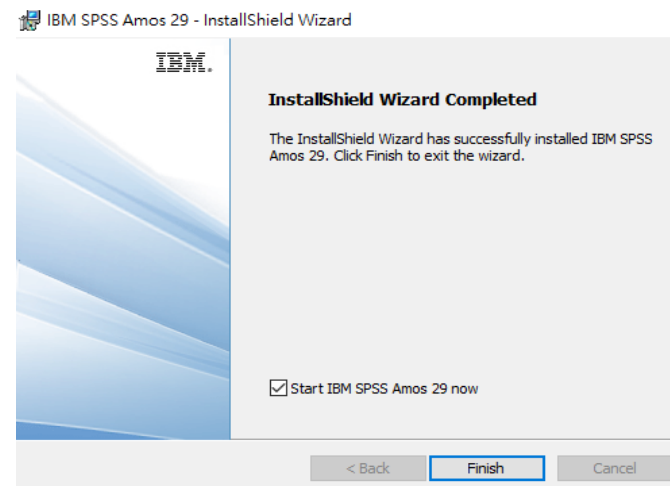 IBM SPSS Amos 29 - InstallShield Wizard
IBM.
InstallShield Wizard Completed
The InstallShield Wizard has successfully installed IBM SPSS
Amos 29. Click Finish to exit the wizard.
Start IBM SPSS Amos 29 now
< Back
Finish
Cancel